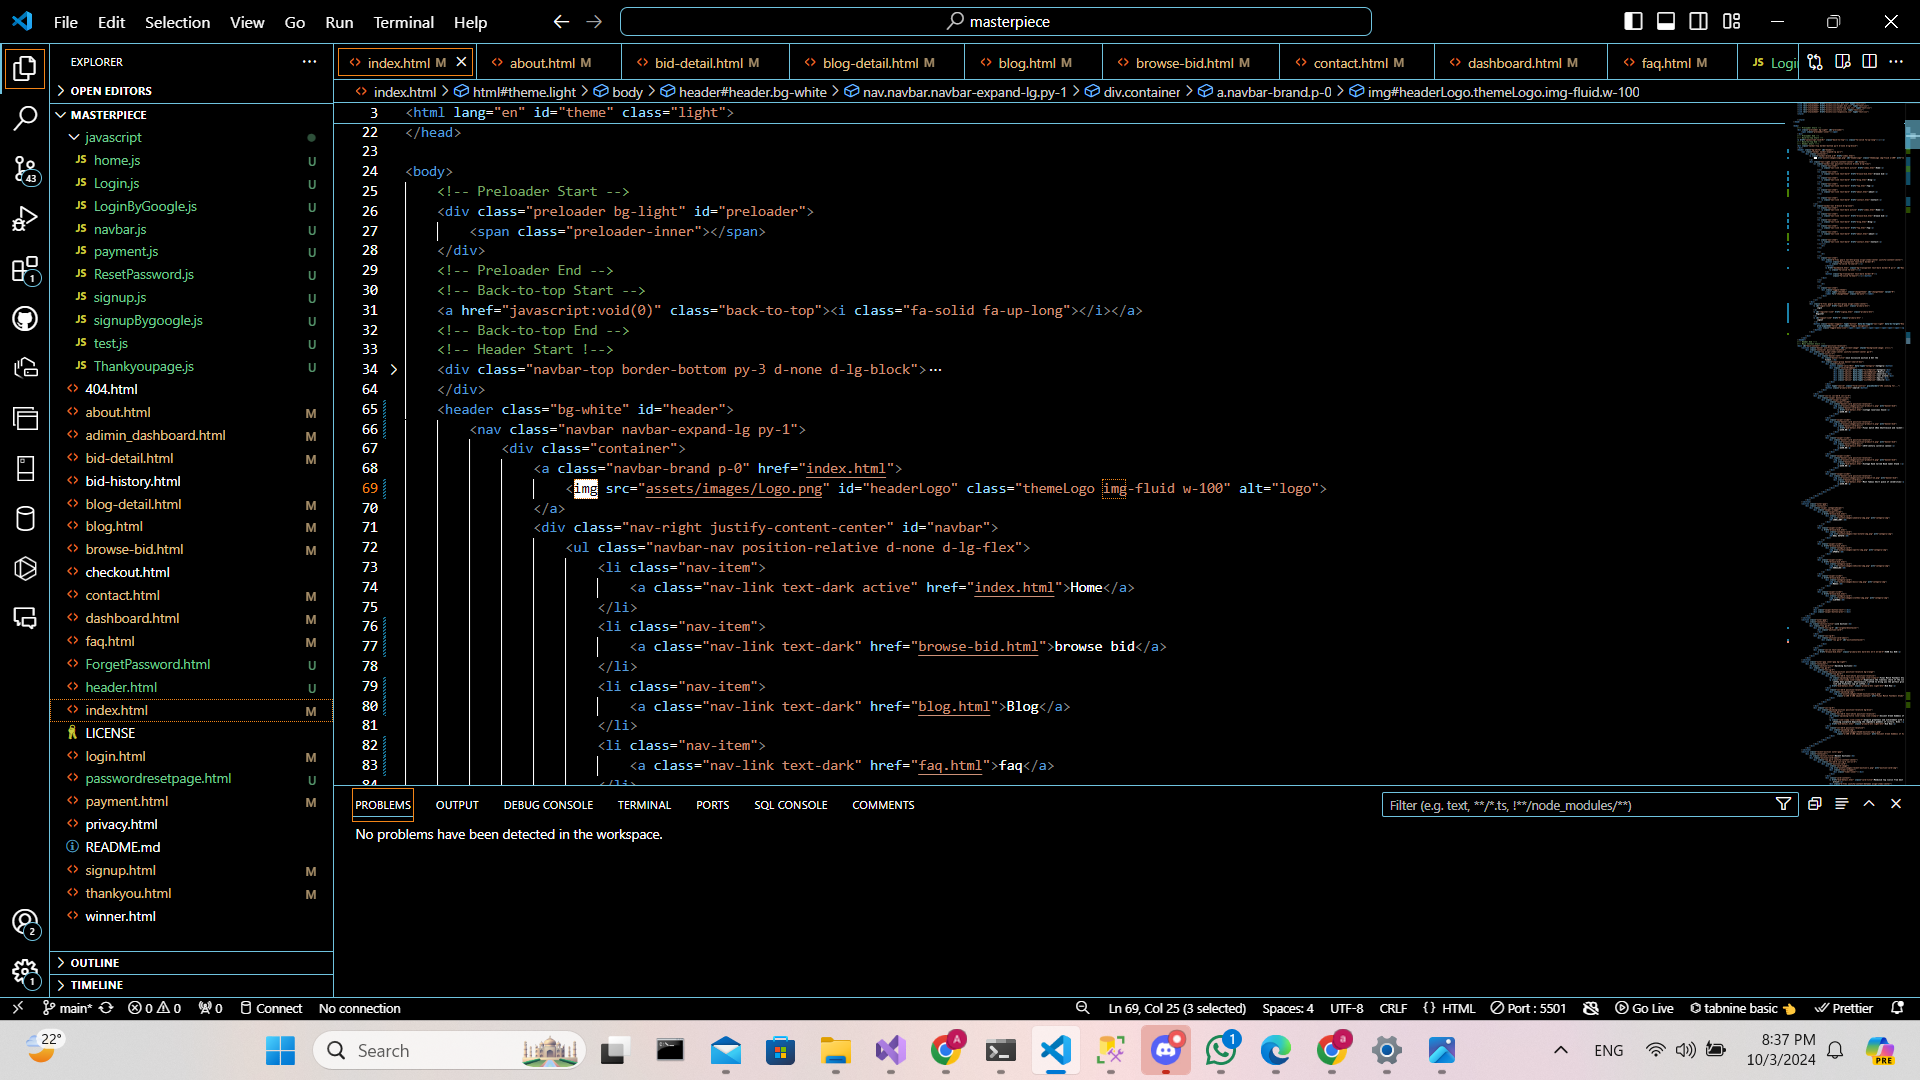 File Edit Selection View Go Run Terminal Help
masterpiece
EXPLORER
OPEN EDITORS
MASTERPIECE
javascript
JS home.js U
JS Login.js U
JS LoginByGoogle.js U
JS navbar.js U
JS payment.js U
JS ResetPassword.js U
JS signup.js U
JS signupBygoogle.js U
JS test.js U
JS Thankyoupage.js U
404.html
about.html M
adimin_dashboard.html M
bid-detail.html M
bid-history.html
blog-detail.html M
blog.html M
browse-bid.html M
checkout.html
contact.html M
dashboard.html M
faq.html M
ForgetPassword.html U
header.html U
index.html M
LICENSE
login.html M
passwordresetpage.html U
payment.html M
privacy.html
README.md
signup.html M
thankyou.html M
winner.html
OUTLINE
TIMELINE
43
1
2
1
index.html M about.html M bid-detail.html M blog-detail.html M blog.html M browse-bid.html M contact.html M dashboard.html M faq.html M JS Logi
index.html > html#theme.light > body > header#header.bg-white > nav.navbar.navbar-expand-lg.py-1 > div.container > a.navbar-brand.p-0 > img#headerLogo.themeLogo.img-fluid.w-100
3 <html lang="en" id="theme" class="light">
22 </head>
23
24 <body>
25 <!-- Preloader Start -->
26 <div class="preloader bg-light" id="preloader">
27 <span class="preloader-inner"></span>
28 </div>
29 <!-- Preloader End -->
30 <!-- Back-to-top Start -->
31 <a href="javascript:void(0)" class="back-to-top"><i class="fa-solid fa-up-long"></i></a>
32 <!-- Back-to-top End -->
33 <!-- Header Start !-->
34 <div class="navbar-top border-bottom py-3 d-none d-lg-block">⋯
64 </div>
65 <header class="bg-white" id="header">
66 <nav class="navbar navbar-expand-lg py-1">
67 <div class="container">
68 <a class="navbar-brand p-0" href="index.html">
69 <img src="assets/images/Logo.png" id="headerLogo" class="themeLogo img-fluid w-100" alt="logo">
70 </a>
71 <div class="nav-right justify-content-center" id="navbar">
72 <ul class="navbar-nav position-relative d-none d-lg-flex">
73 <li class="nav-item">
74 <a class="nav-link text-dark active" href="index.html">Home</a>
75 </li>
76 <li class="nav-item">
77 <a class="nav-link text-dark" href="browse-bid.html">browse bid</a>
78 </li>
79 <li class="nav-item">
80 <a class="nav-link text-dark" href="blog.html">Blog</a>
81 </li>
82 <li class="nav-item">
83 <a class="nav-link text-dark" href="faq.html">faq</a>
84 </li>
PROBLEMS OUTPUT DEBUG CONSOLE TERMINAL PORTS SQL CONSOLE COMMENTS
Filter (e.g. text, **/*.ts, !**/node_modules/**)
No problems have been detected in the workspace.
main* 0 0 0 Connect No connection
Ln 69, Col 25 (3 selected) Spaces: 4 UTF-8 CRLF {} HTML Port : 5501 Go Live tabnine basic Prettier
22°
Search
A
1
a
ENG
8:37 PM
10/3/2024
PRE